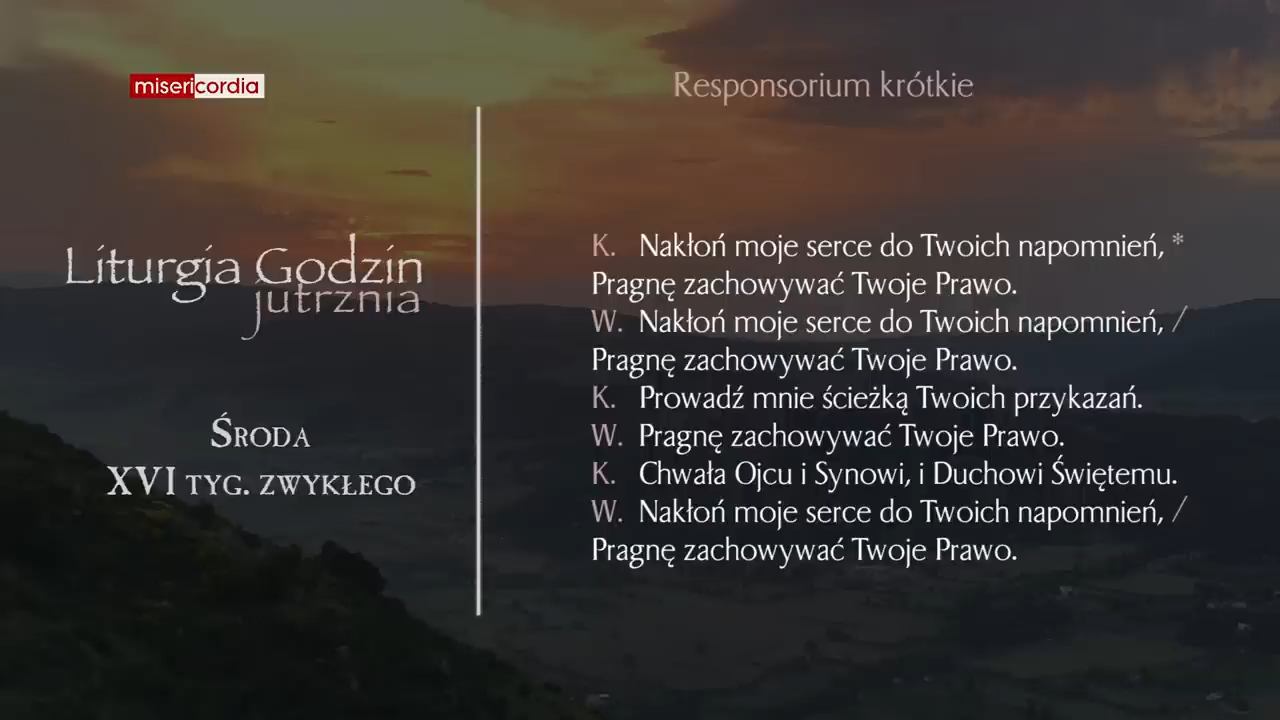 misericordia
Liturgia Godzin
jutrznia
Środa
XVI tyg. zwykłego
Responsorium krótkie
K. Nakłoń moje serce do Twoich napomnień, *
Pragnę zachowywać Twoje Prawo.
W. Nakłoń moje serce do Twoich napomnień, /
Pragnę zachowywać Twoje Prawo.
K. Prowadź mnie ścieżką Twoich przykazań.
W. Pragnę zachowywać Twoje Prawo.
K. Chwała Ojcu i Synowi, i Duchowi Świętemu.
W. Nakłoń moje serce do Twoich napomnień, /
Pragnę zachowywać Twoje Prawo.